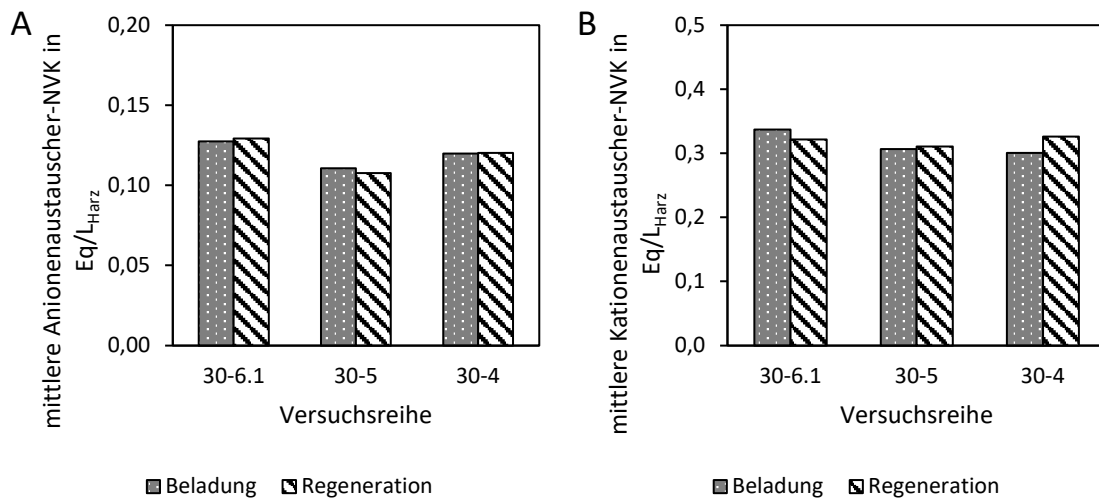 A
mittlere Anionenaustauscher-NVK in
Eq/L_Harz
0,20
0,15
0,10
0,05
0,00
30-6.1 30-5 30-4
Versuchsreihe
Beladung Regeneration
B
mittlere Kationenaustauscher-NVK in
Eq/L_Harz
0,5
0,4
0,3
0,2
0,1
0,0
30-6.1 30-5 30-4
Versuchsreihe
Beladung Regeneration